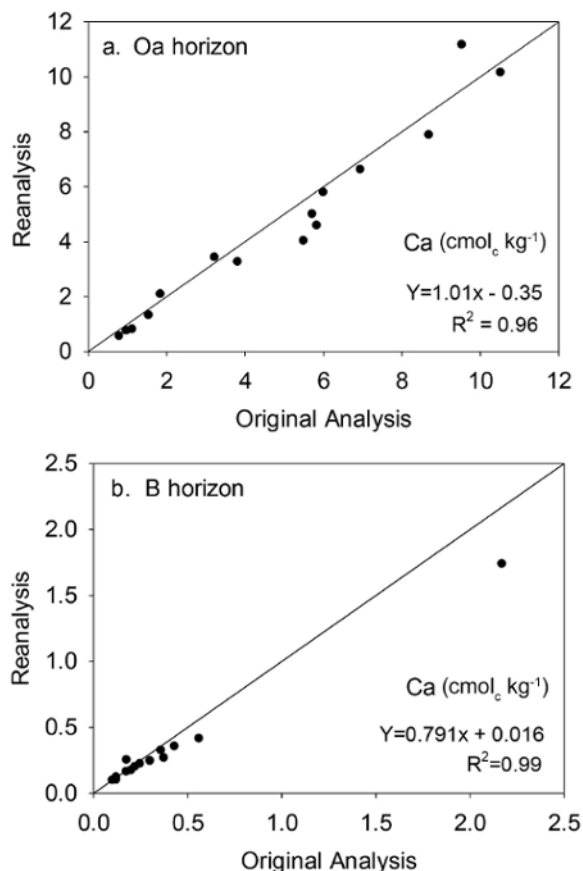 a. Oa horizon
12
10
8
6
4
2
0
Reanalysis
Ca (cmol_c kg⁻¹)
Y=1.01x - 0.35
R² = 0.96
0 2 4 6 8 10 12
Original Analysis
b. B horizon
2.5
2.0
1.5
1.0
0.5
0.0
Reanalysis
Ca (cmol_c kg⁻¹)
Y=0.791x + 0.016
R²=0.99
0.0 0.5 1.0 1.5 2.0 2.5
Original Analysis